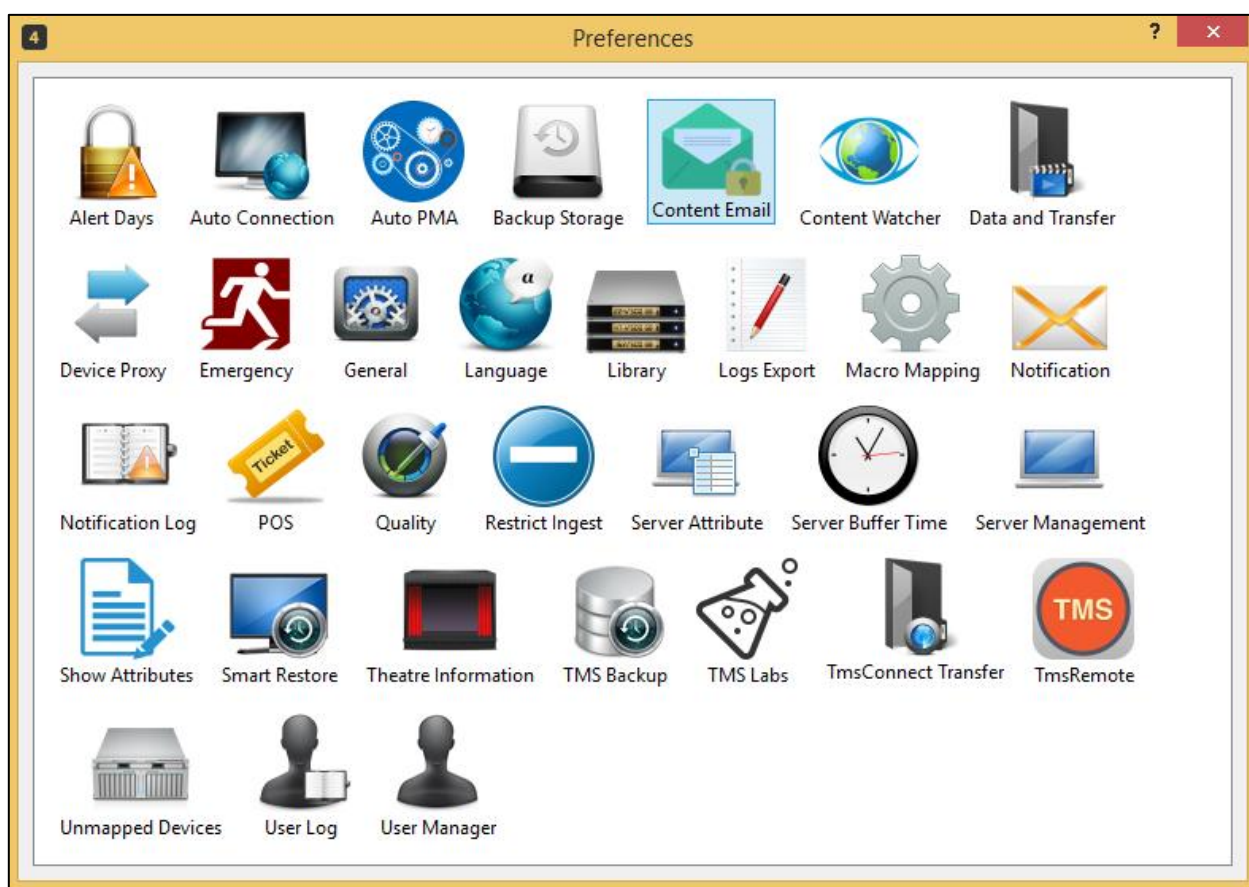 4 Preferences ? ×
Alert Days Auto Connection Auto PMA Backup Storage Content Email Content Watcher Data and Transfer
a
Device Proxy Emergency General Language Library Logs Export Macro Mapping Notification
Ticket
Notification Log POS Quality Restrict Ingest Server Attribute Server Buffer Time Server Management
TMS
Show Attributes Smart Restore Theatre Information TMS Backup TMS Labs TmsConnect Transfer TmsRemote
Unmapped Devices User Log User Manager